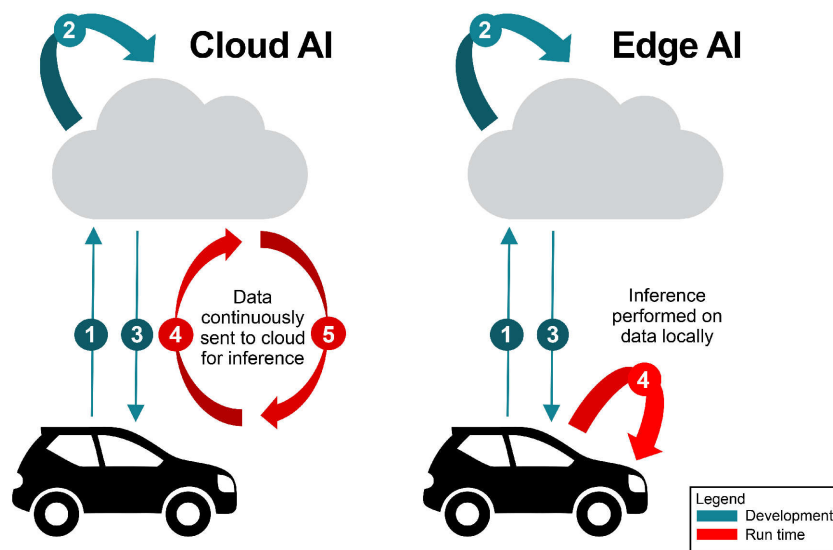 2
Cloud AI
1
3
4
Data
continuously
sent to cloud
for inference
5
2
Edge AI
1
3
Inference
performed on
data locally
4
Legend
Development
Run time